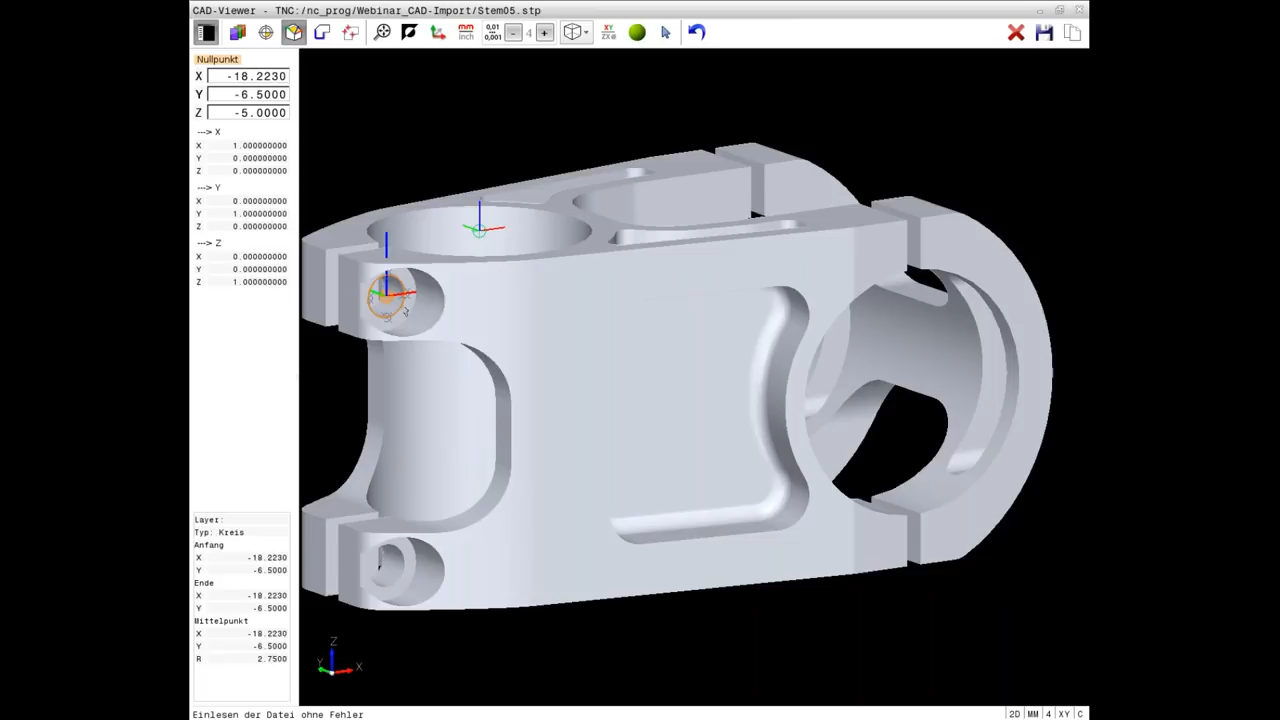 CAD-Viewer - TNC:/nc_prog/Webinar_CAD-Import/Stem05.stp
mm
inch
0,01
0,001
- 4 +
XY
ZXØ
Nullpunkt
X -18.2230
Y -6.5000
Z -5.0000
---> X
X 1.000000000
Y 0.000000000
Z 0.000000000
---> Y
X 0.000000000
Y 1.000000000
Z 0.000000000
---> Z
X 0.000000000
Y 0.000000000
Z 1.000000000
Layer:
Typ: Kreis
Anfang
X -18.2230
Y -6.5000
Ende
X -18.2230
Y -6.5000
Mittelpunkt
X -18.2230
Y -6.5000
R 2.7500
Z
Y X
Einlesen der Datei ohne Fehler
2D MM 4 XY C